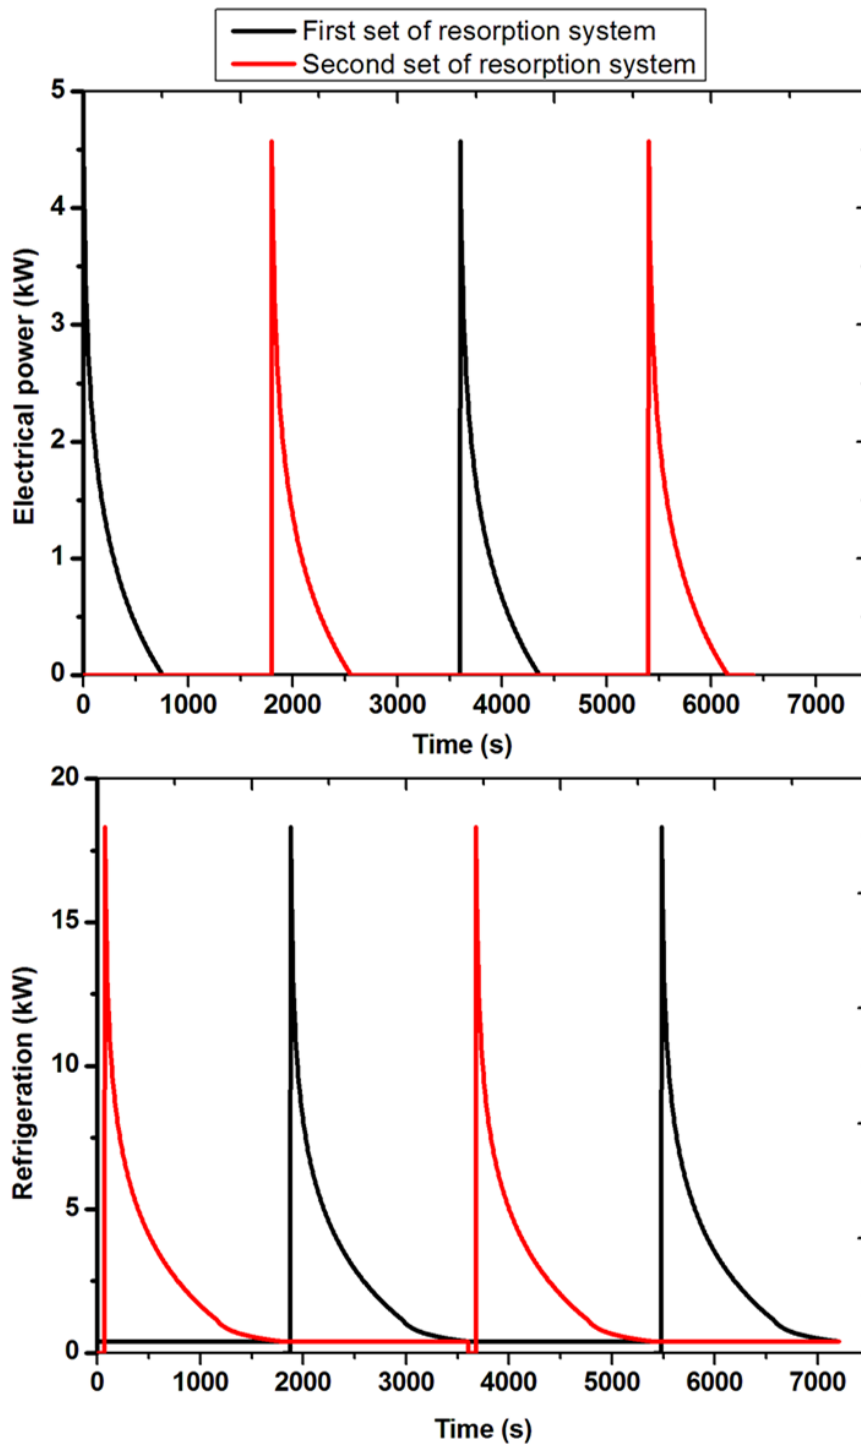 First set of resorption system
Second set of resorption system
5
4
3
2
1
0
Electrical power (kW)
0 1000 2000 3000 4000 5000 6000 7000
Time (s)
20
15
10
5
0
Refrigeration (kW)
0 1000 2000 3000 4000 5000 6000 7000
Time (s)